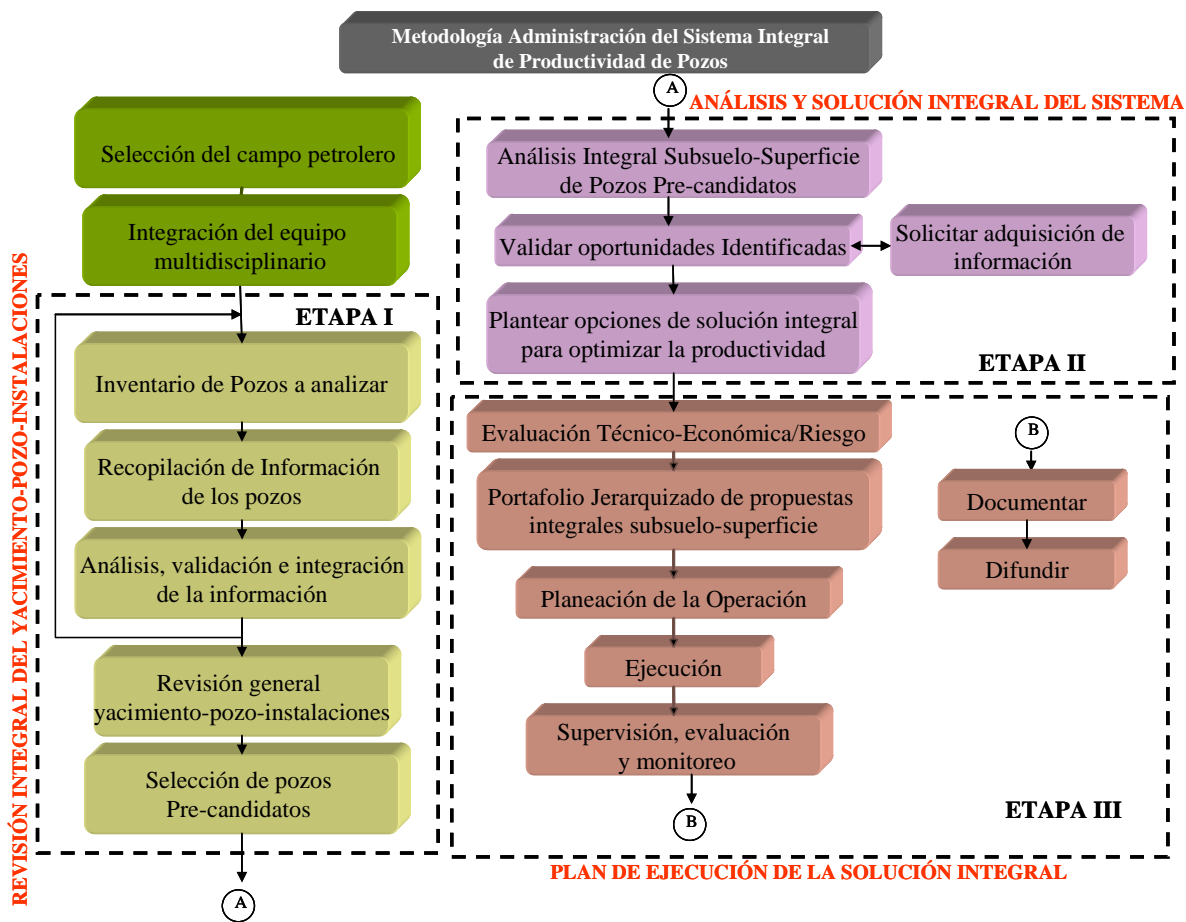 Metodología Administración del Sistema Integral
de Productividad de Pozos
Selección del campo petrolero
Integración del equipo
multidisciplinario
REVISIÓN INTEGRAL DEL YACIMIENTO-POZO-INSTALACIONES
ETAPA I
Inventario de Pozos a analizar
Recopilación de Información
de los pozos
Análisis, validación e integración
de la información
Revisión general
yacimiento-pozo-instalaciones
Selección de pozos
Pre-candidatos
A
A
ANÁLISIS Y SOLUCIÓN INTEGRAL DEL SISTEMA
Análisis Integral Subsuelo-Superficie
de Pozos Pre-candidatos
Validar oportunidades Identificadas
Solicitar adquisición de
información
Plantear opciones de solución integral
para optimizar la productividad
ETAPA II
Evaluación Técnico-Económica/Riesgo
Portafolio Jerarquizado de propuestas
integrales subsuelo-superficie
Planeación de la Operación
Ejecución
Supervisión, evaluación
y monitoreo
B
B
Documentar
Difundir
ETAPA III
PLAN DE EJECUCIÓN DE LA SOLUCIÓN INTEGRAL